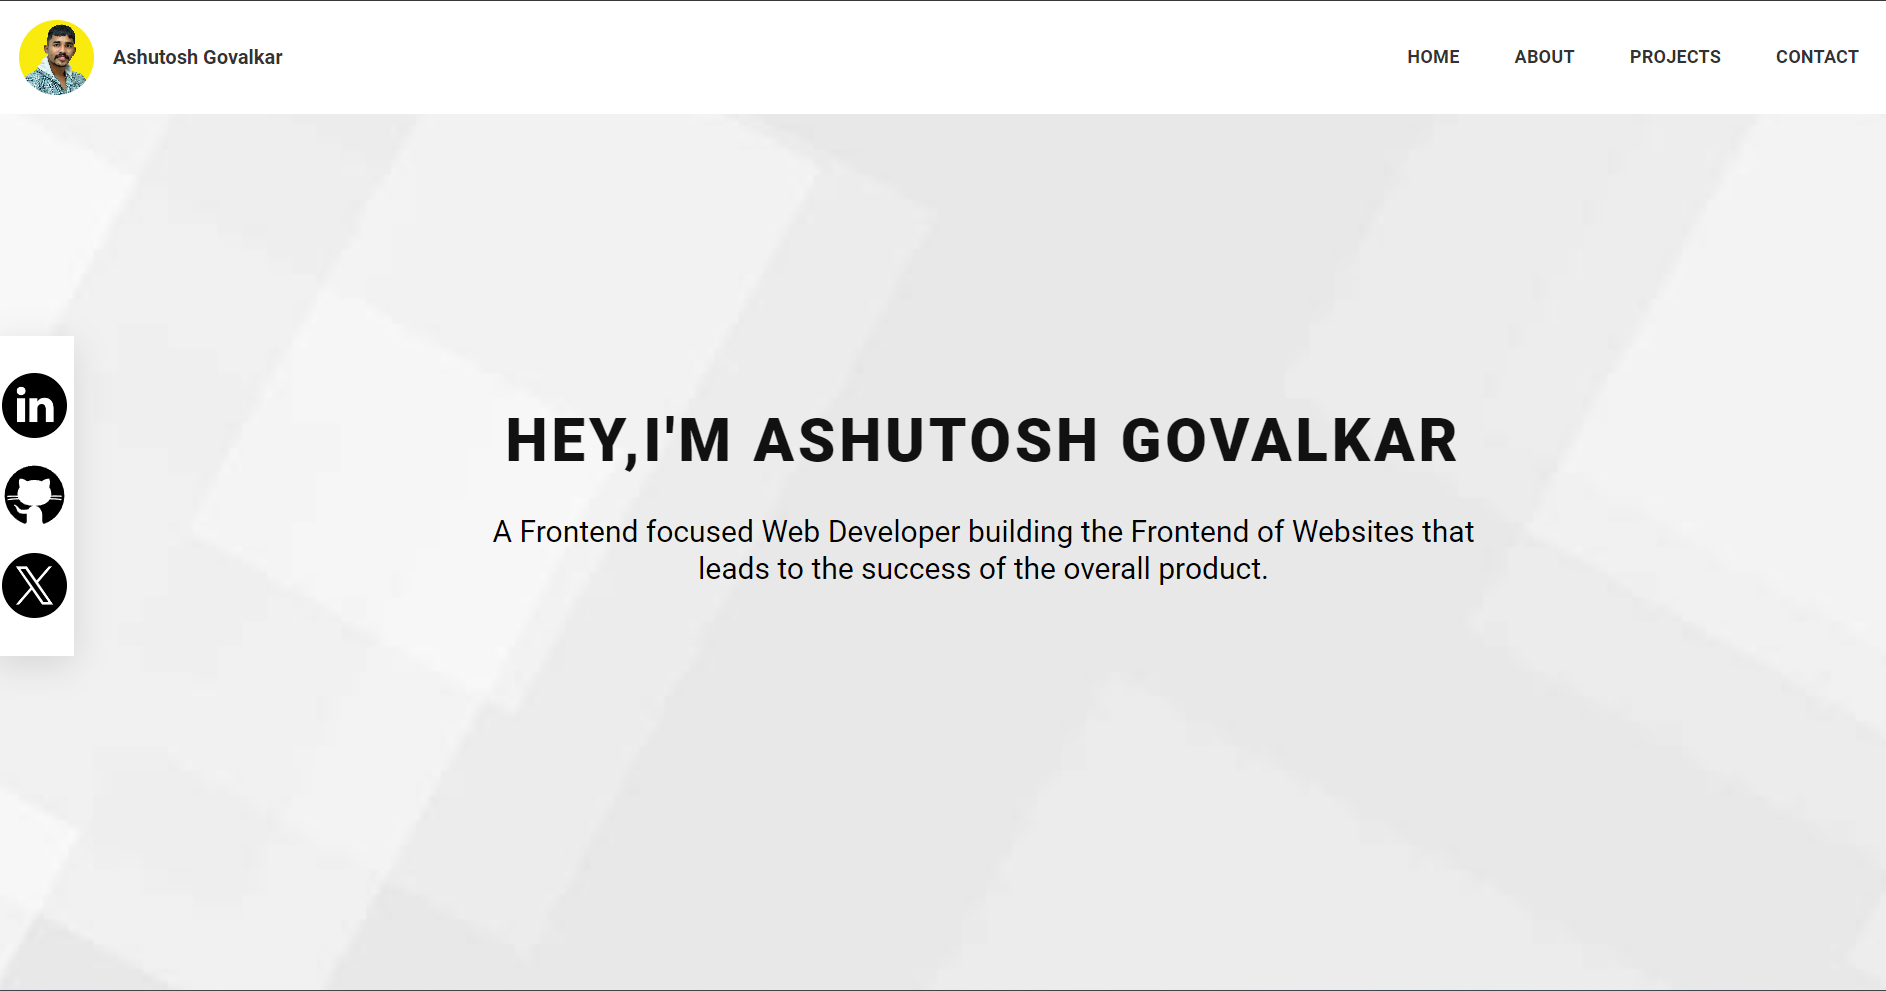 Ashutosh Govalkar
HOME ABOUT PROJECTS CONTACT
in
HEY,I'M ASHUTOSH GOVALKAR
A Frontend focused Web Developer building the Frontend of Websites that
leads to the success of the overall product.